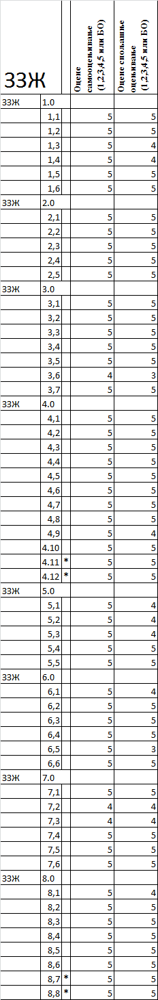 ЗЗЖ
Оцене
самооцењивање
(1,2,3,4,5 или БО)
Оцене спољашње
оцењивање
(1,2,3,4,5 или БО)
ЗЗЖ 1.0
1,1 5 5
1,2 5 5
1,3 5 4
1,4 5 4
1,5 5 5
1,6 5 5
ЗЗЖ 2.0
2,1 5 5
2,2 5 5
2,3 5 5
2,4 5 5
2,5 5 5
ЗЗЖ 3.0
3,1 5 5
3,2 5 5
3,3 5 5
3,4 5 5
3,5 5 5
3,6 4 3
3,7 5 5
ЗЗЖ 4.0
4,1 5 5
4,2 5 5
4,3 5 5
4,4 5 5
4,5 5 5
4,6 5 5
4,7 5 5
4,8 5 5
4,9 5 4
4.10 5 5
4.11 * 5 5
4.12 * 5 5
ЗЗЖ 5.0
5,1 5 4
5,2 5 4
5,3 5 4
5,4 5 5
5,5 5 5
ЗЗЖ 6.0
6,1 5 4
6,2 5 5
6,3 5 5
6,4 5 5
6,5 5 3
6,6 5 5
ЗЗЖ 7.0
7,1 5 5
7,2 4 4
7,3 4 4
7,4 5 5
7,5 5 5
7,6 5 5
ЗЗЖ 8.0
8,1 5 4
8,2 5 5
8,3 5 5
8,4 5 5
8,5 5 5
8,6 5 5
8,7 * 5 5
8,8 * 5 5